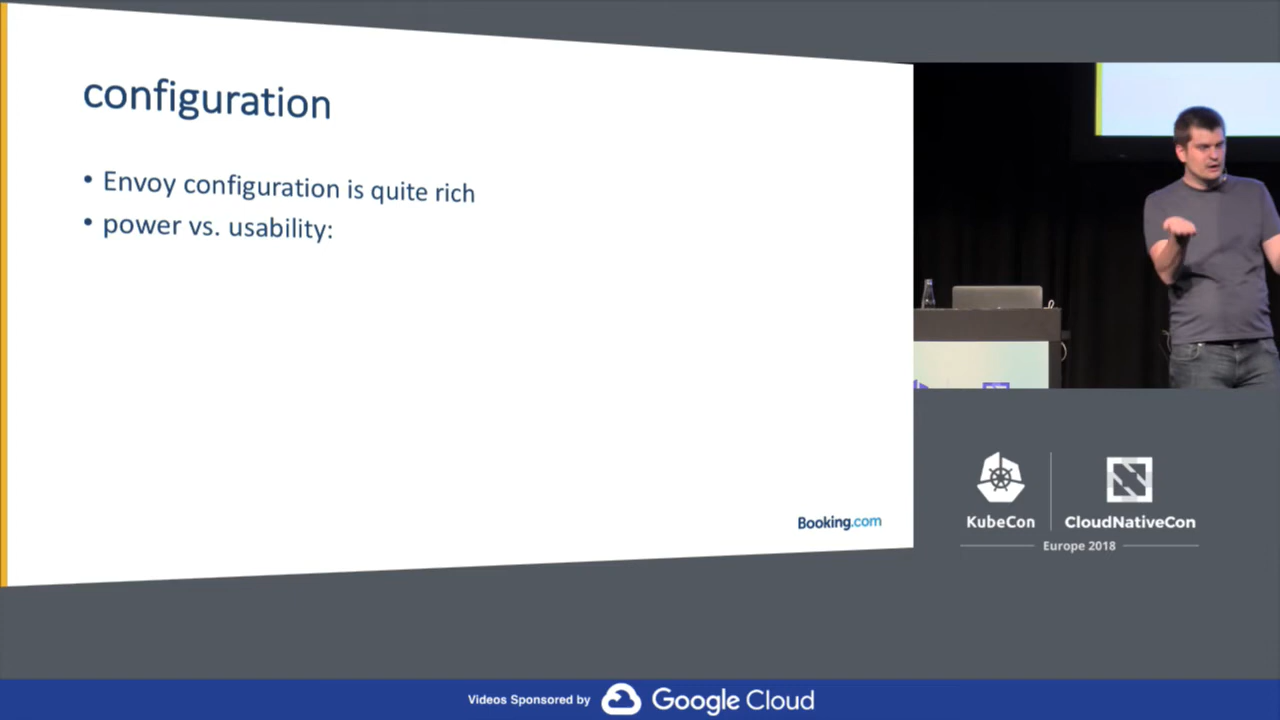 configuration
• Envoy configuration is quite rich
• power vs. usability:
Booking.com
KubeCon
CloudNativeCon
Europe 2018
Videos Sponsored by Google Cloud